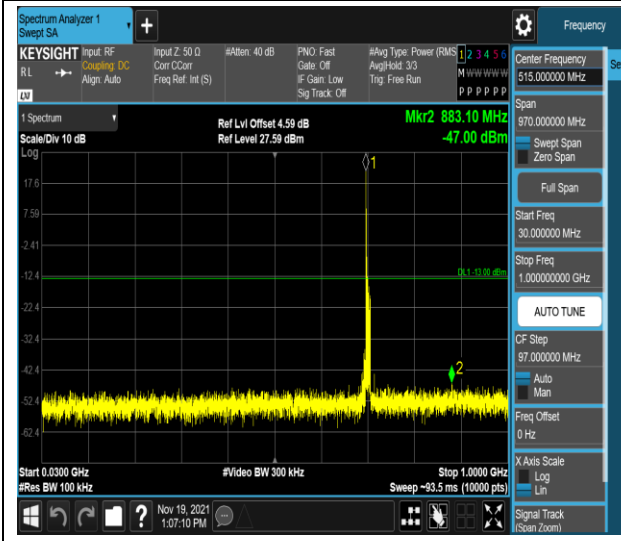 Spectrum Analyzer 1
Swept SA
+
Frequency
KEYSIGHT
RL
LXI
Input: RF
Coupling: DC
Align: Auto
Input Z: 50 Ω
Corr CCorr
Freq Ref: Int (S)
#Atten: 40 dB
PNO: Fast
Gate: Off
IF Gain: Low
Sig Track: Off
#Avg Type: Power (RMS
Avg|Hold: 3/3
Trig: Free Run
1 2 3 4 5 6
M W W W W W
P P P P P P
1 Spectrum
Scale/Div 10 dB
Log
Ref Lvl Offset 4.59 dB
Ref Level 27.59 dBm
Mkr2 883.10 MHz
-47.00 dBm
1
17.6
7.59
-2.41
-12.4
DL1 -13.00 dBm
-22.4
-32.4
-42.4
2
-52.4
-62.4
Start 0.0300 GHz
#Res BW 100 kHz
#Video BW 300 kHz
Stop 1.0000 GHz
Sweep ~93.5 ms (10000 pts)
Center Frequency
515.000000 MHz
Se
Span
970.000000 MHz
Swept Span
Zero Span
Full Span
Start Freq
30.000000 MHz
Stop Freq
1.000000000 GHz
AUTO TUNE
CF Step
97.000000 MHz
Auto
Man
Freq Offset
0 Hz
X Axis Scale
Log
Lin
Signal Track
(Span Zoom)
?
Nov 19, 2021
1:07:10 PM